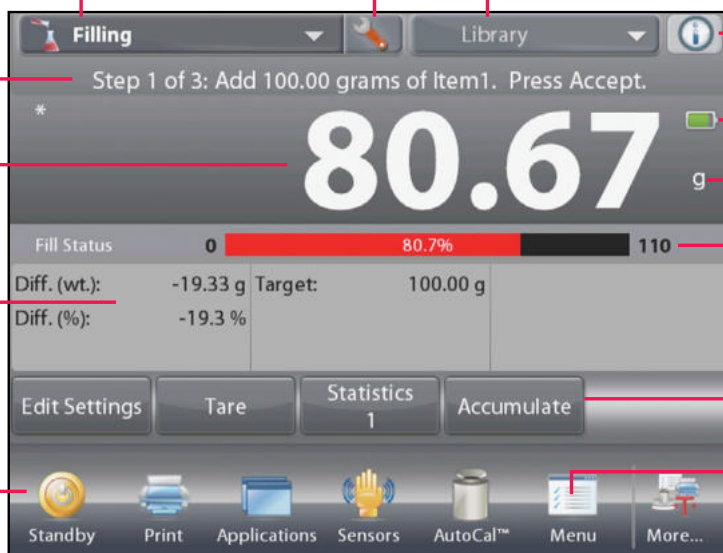 Filling Library
Step 1 of 3: Add 100.00 grams of Item1. Press Accept.
*
80.67
g
Fill Status 0 80.7% 110
Diff. (wt.): -19.33 g Target: 100.00 g
Diff. (%): -19.3 %
Edit Settings Tare Statistics Accumulate
1
Standby Print Applications Sensors AutoCal™ Menu More...